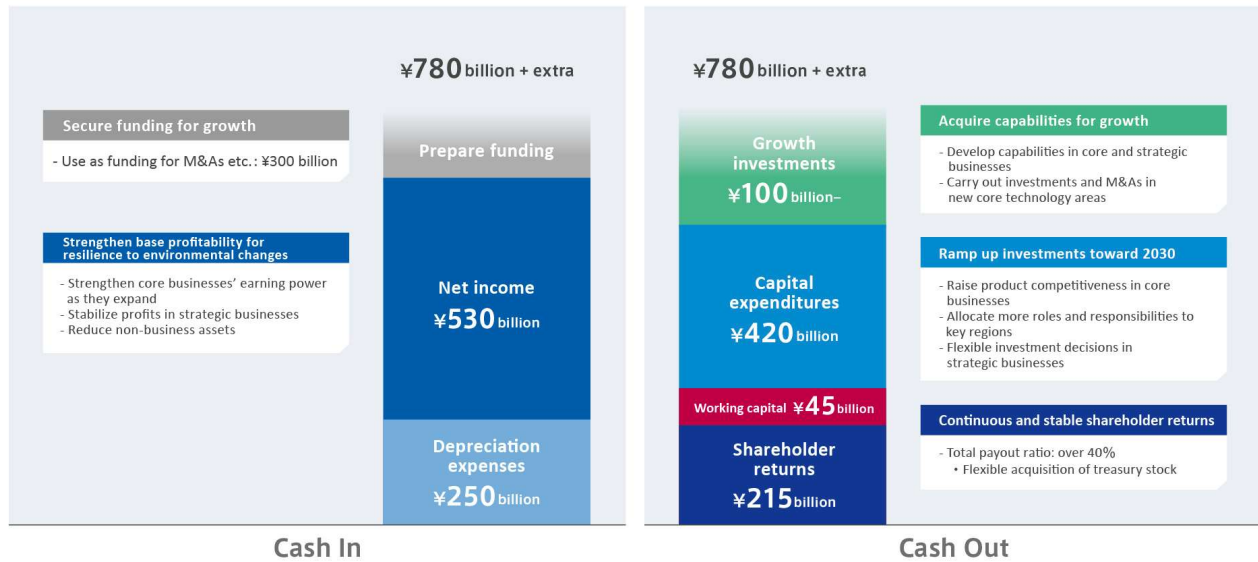 ¥780 billion + extra
Secure funding for growth
- Use as funding for M&As etc.: ¥300 billion
Prepare funding
Strengthen base profitability for
resilience to environmental changes
- Strengthen core businesses’ earning power
as they expand
- Stabilize profits in strategic businesses
- Reduce non-business assets
Net income
¥530 billion
Depreciation
expenses
¥250 billion
Cash In
¥780 billion + extra
Growth
investments
¥100 billion–
Acquire capabilities for growth
- Develop capabilities in core and strategic
businesses
- Carry out investments and M&As in
new core technology areas
Capital
expenditures
¥420 billion
Ramp up investments toward 2030
- Raise product competitiveness in core
businesses
- Allocate more roles and responsibilities to
key regions
- Flexible investment decisions in
strategic businesses
Working capital ¥45 billion
Shareholder
returns
¥215 billion
Continuous and stable shareholder returns
- Total payout ratio: over 40%
• Flexible acquisition of treasury stock
Cash Out